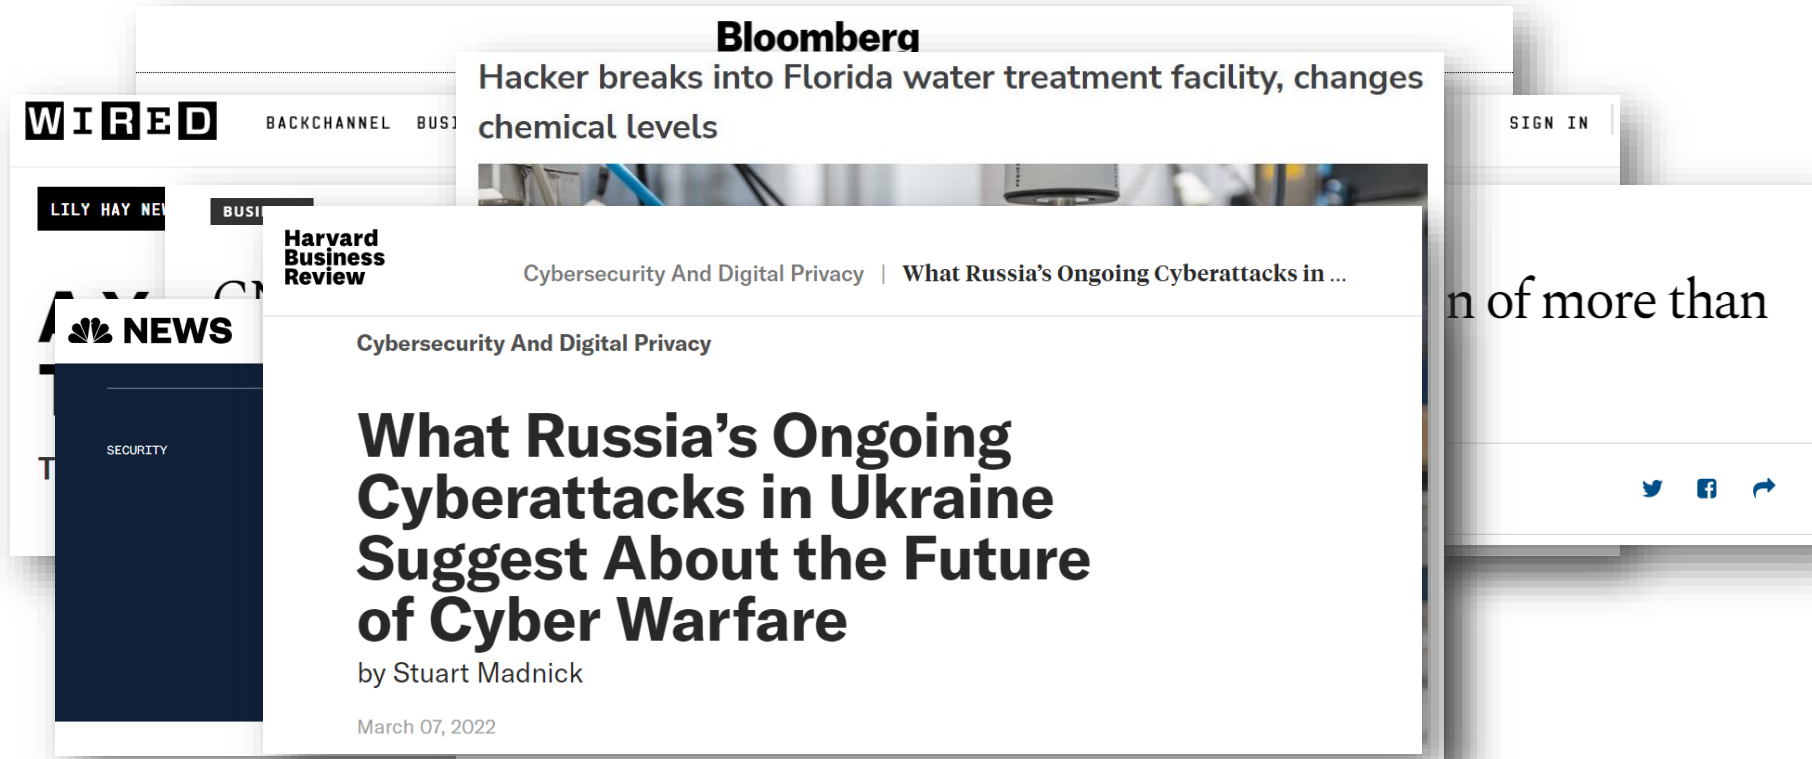 Bloomberg
Hacker breaks into Florida water treatment facility, changes
chemical levels
WIRED
BACKCHANNEL
SIGN IN
LILY HAY
Harvard
Business
Review
Cybersecurity And Digital Privacy | What Russia’s Ongoing Cyberattacks in ...
of more than
NEWS
Cybersecurity And Digital Privacy
SECURITY
What Russia’s Ongoing
Cyberattacks in Ukraine
Suggest About the Future
of Cyber Warfare
by Stuart Madnick
March 07, 2022